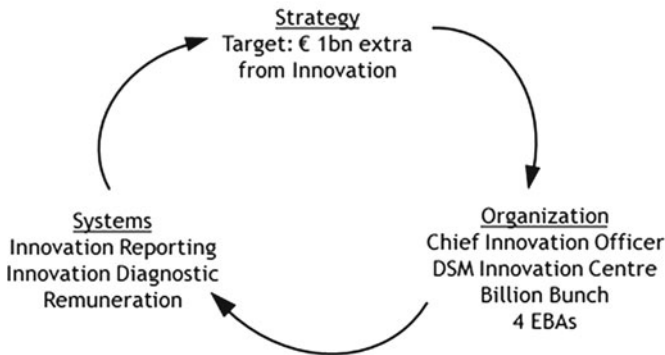 Strategy
Target: € 1bn extra
from Innovation
Systems
Innovation Reporting
Innovation Diagnostic
Remuneration
Organization
Chief Innovation Officer
DSM Innovation Centre
Billion Bunch
4 EBAs